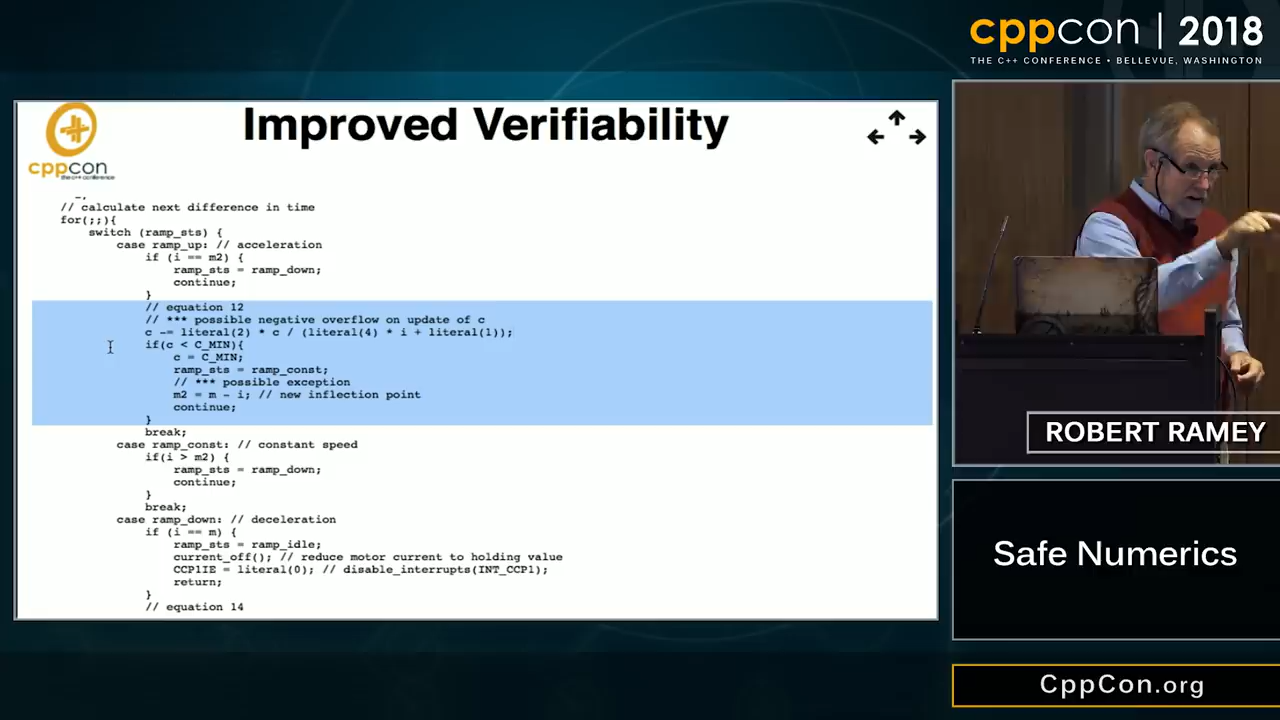 cppcon | 2018
THE C++ CONFERENCE • BELLEVUE, WASHINGTON
cppcon
the c++ conference
Improved Verifiability
// calculate next difference in time
for(;;){
switch (ramp_sts) {
case ramp_up: // acceleration
if (i == m2) {
ramp_sts = ramp_down;
continue;
}
// equation 12
// *** possible negative overflow on update of c
c -= literal(2) * c / (literal(4) * i + literal(1));
if(c < C_MIN){
c = C_MIN;
ramp_sts = ramp_const;
// *** possible exception
m2 = m - i; // new inflection point
continue;
}
break;
case ramp_const: // constant speed
if(i > m2) {
ramp_sts = ramp_down;
continue;
}
break;
case ramp_down: // deceleration
if (i == m) {
ramp_sts = ramp_idle;
current_off(); // reduce motor current to holding value
CCP1IE = literal(0); // disable_interrupts(INT_CCP1);
return;
}
// equation 14
ROBERT RAMEY
Safe Numerics
CppCon.org